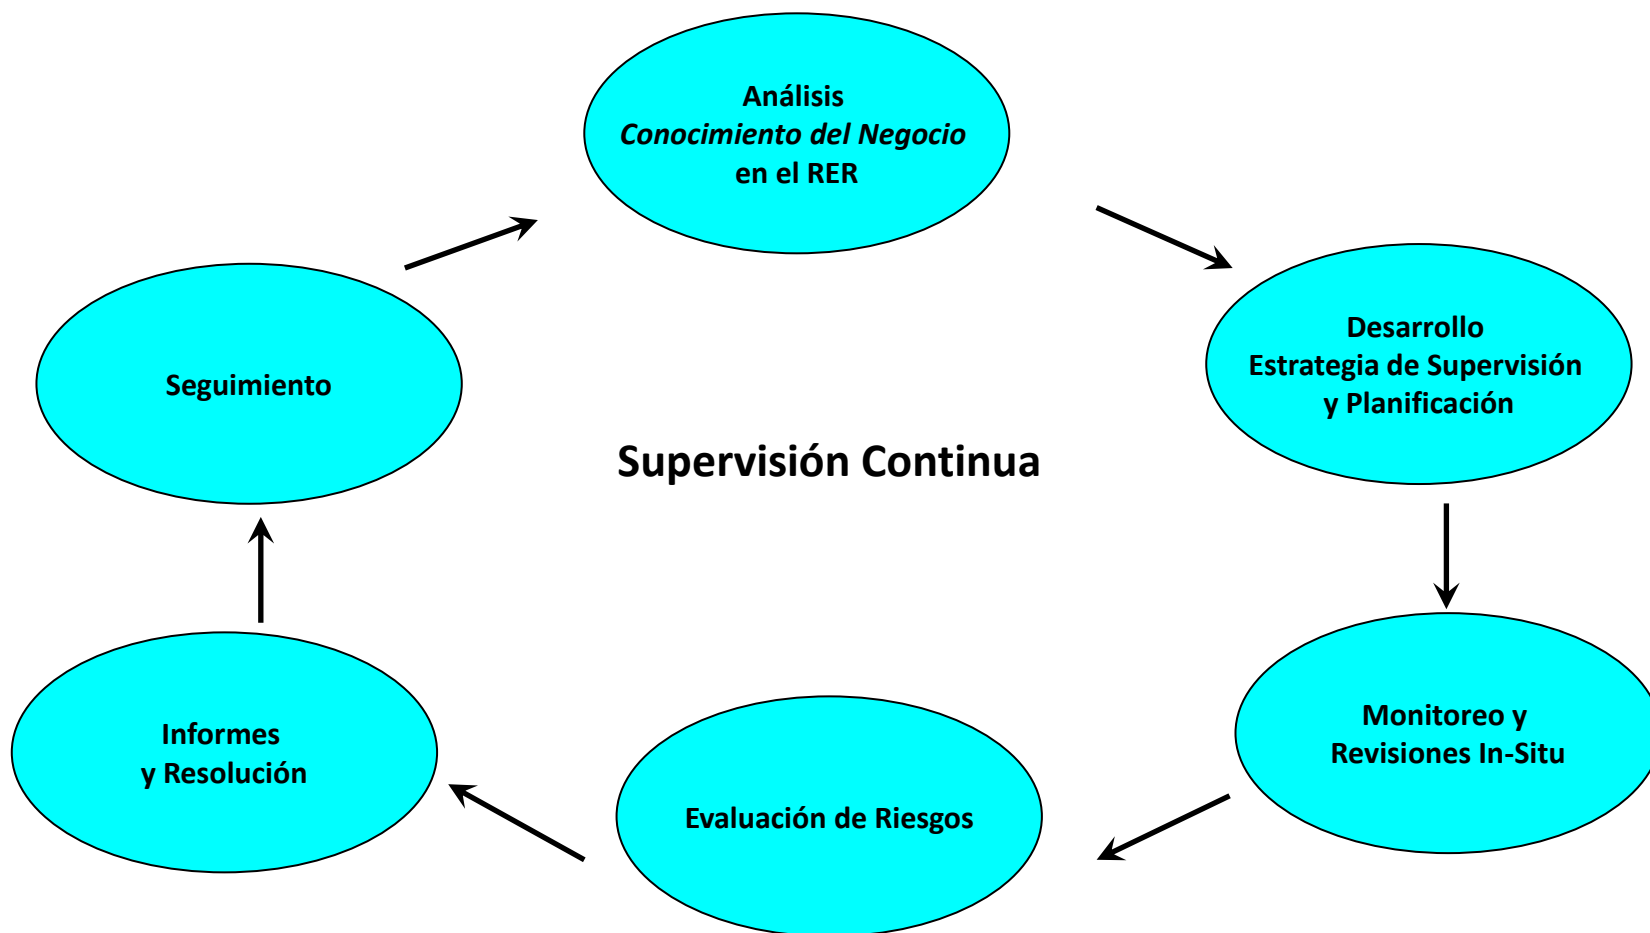 Análisis
Conocimiento del Negocio
en el RER
Desarrollo
Estrategia de Supervisión
y Planificación
Seguimiento
Supervisión Continua
Monitoreo y
Revisiones In-Situ
Informes
y Resolución
Evaluación de Riesgos